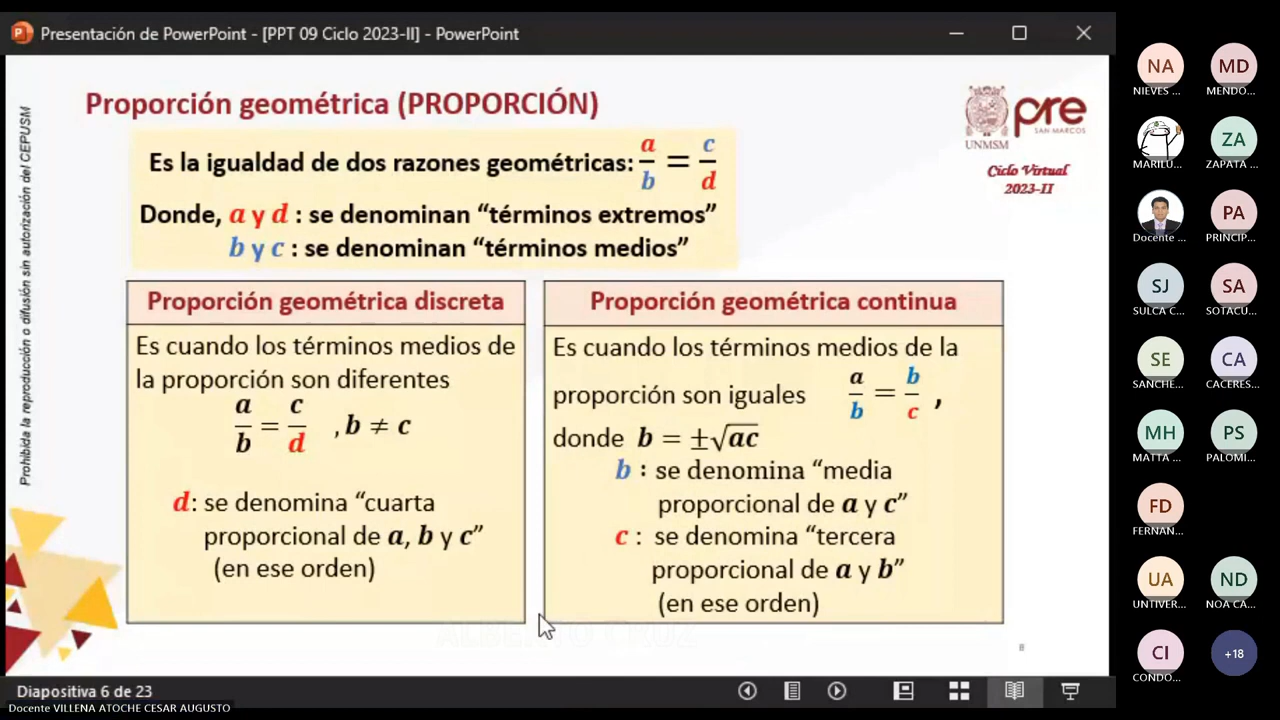 Presentación de PowerPoint - [PPT 09 Ciclo 2023-II] - PowerPoint
Prohibida la reproducción o difusión sin autorización del CEPUSM
Proporción geométrica (PROPORCIÓN)
UNMSM
pre
SAN MARCOS
Ciclo Virtual
2023-II
Es la igualdad de dos razones geométricas: a/b = c/d
Donde, a y d : se denominan “términos extremos”
b y c : se denominan “términos medios”
Proporción geométrica discreta
Es cuando los términos medios de
la proporción son diferentes
a/b = c/d , b ≠ c
d: se denomina “cuarta
proporcional de a, b y c”
(en ese orden)
Proporción geométrica continua
Es cuando los términos medios de la
proporción son iguales a/b = b/c ,
donde b = ±√ac
b : se denomina “media
proporcional de a y c”
c : se denomina “tercera
proporcional de a y b”
(en ese orden)
8
Diapositiva 6 de 23
Docente VILLENA ATOCHE CESAR AUGUSTO
NA
NIEVES ...
MD
MENDO...
MARILU...
ZA
ZAPATA ...
Docente ...
PA
PRINCIP...
SJ
SULCA C...
SA
SOTACU...
SE
SANCHE...
CA
CACERES...
MH
MATTA ...
PS
PALOMI...
FD
FERNAN...
UA
UNTIVER...
ND
NOA CA...
CI
CONDO...
+18